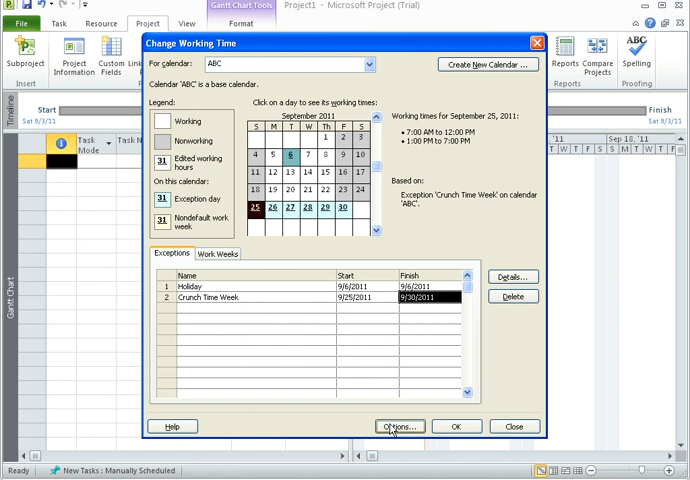 Gantt Chart Tools
Project1 - Microsoft Project (Trial)
File Task Resource Project View Format
Subproject
Project Information
Custom Fields
Reports
Compare Projects
Spelling
Insert
Reports
Proofing
Change Working Time
For calendar: ABC
Create New Calendar ...
Calendar 'ABC' is a base calendar.
Legend:
Working
Nonworking
31 Edited working hours
On this calendar:
31 Exception day
31 Nondefault work week
Click on a day to see its working times:
September 2011
S M T W Th F S
1 2 3
4 5 6 7 8 9 10
11 12 13 14 15 16 17
18 19 20 21 22 23 24
25 26 27 28 29 30
Working times for September 25, 2011:
• 7:00 AM to 12:00 PM
• 1:00 PM to 7:00 PM
Based on:
Exception 'Crunch Time Week' on calendar 'ABC'.
Timeline
Start
Sat 9/3/11
Finish
Sat 9/3/11
Task Mode
Task N
'11
Sep 18, '11
W T F S S M T W T F S
Gantt Chart
Exceptions Work Weeks
Name Start Finish
1 Holiday 9/6/2011 9/6/2011
2 Crunch Time Week 9/25/2011 9/30/2011
Details...
Delete
Help
Options...
OK
Close
Ready
New Tasks : Manually Scheduled